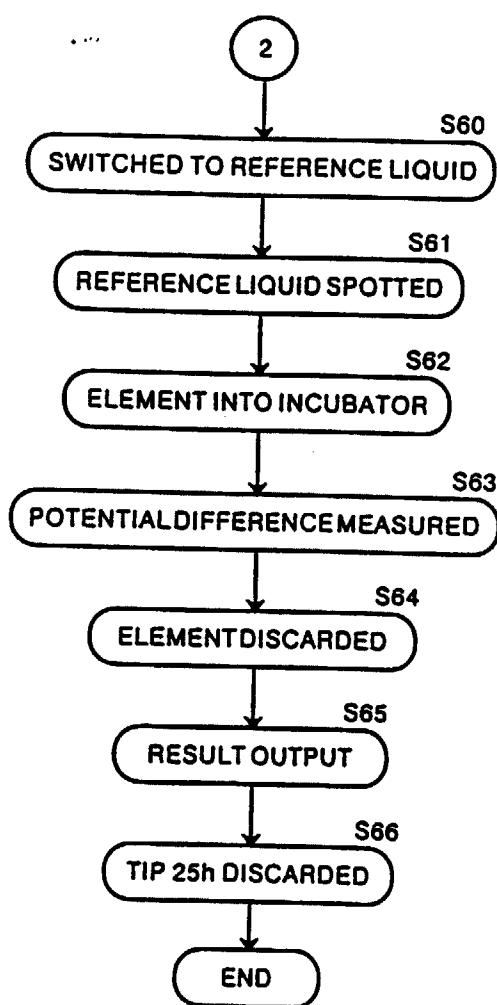 2
S60
SWITCHED TO REFERENCE LIQUID
S61
REFERENCE LIQUID SPOTTED
S62
ELEMENT INTO INCUBATOR
S63
POTENTIAL DIFFERENCE MEASURED
S64
ELEMENT DISCARDED
S65
RESULT OUTPUT
S66
TIP 25h DISCARDED
END